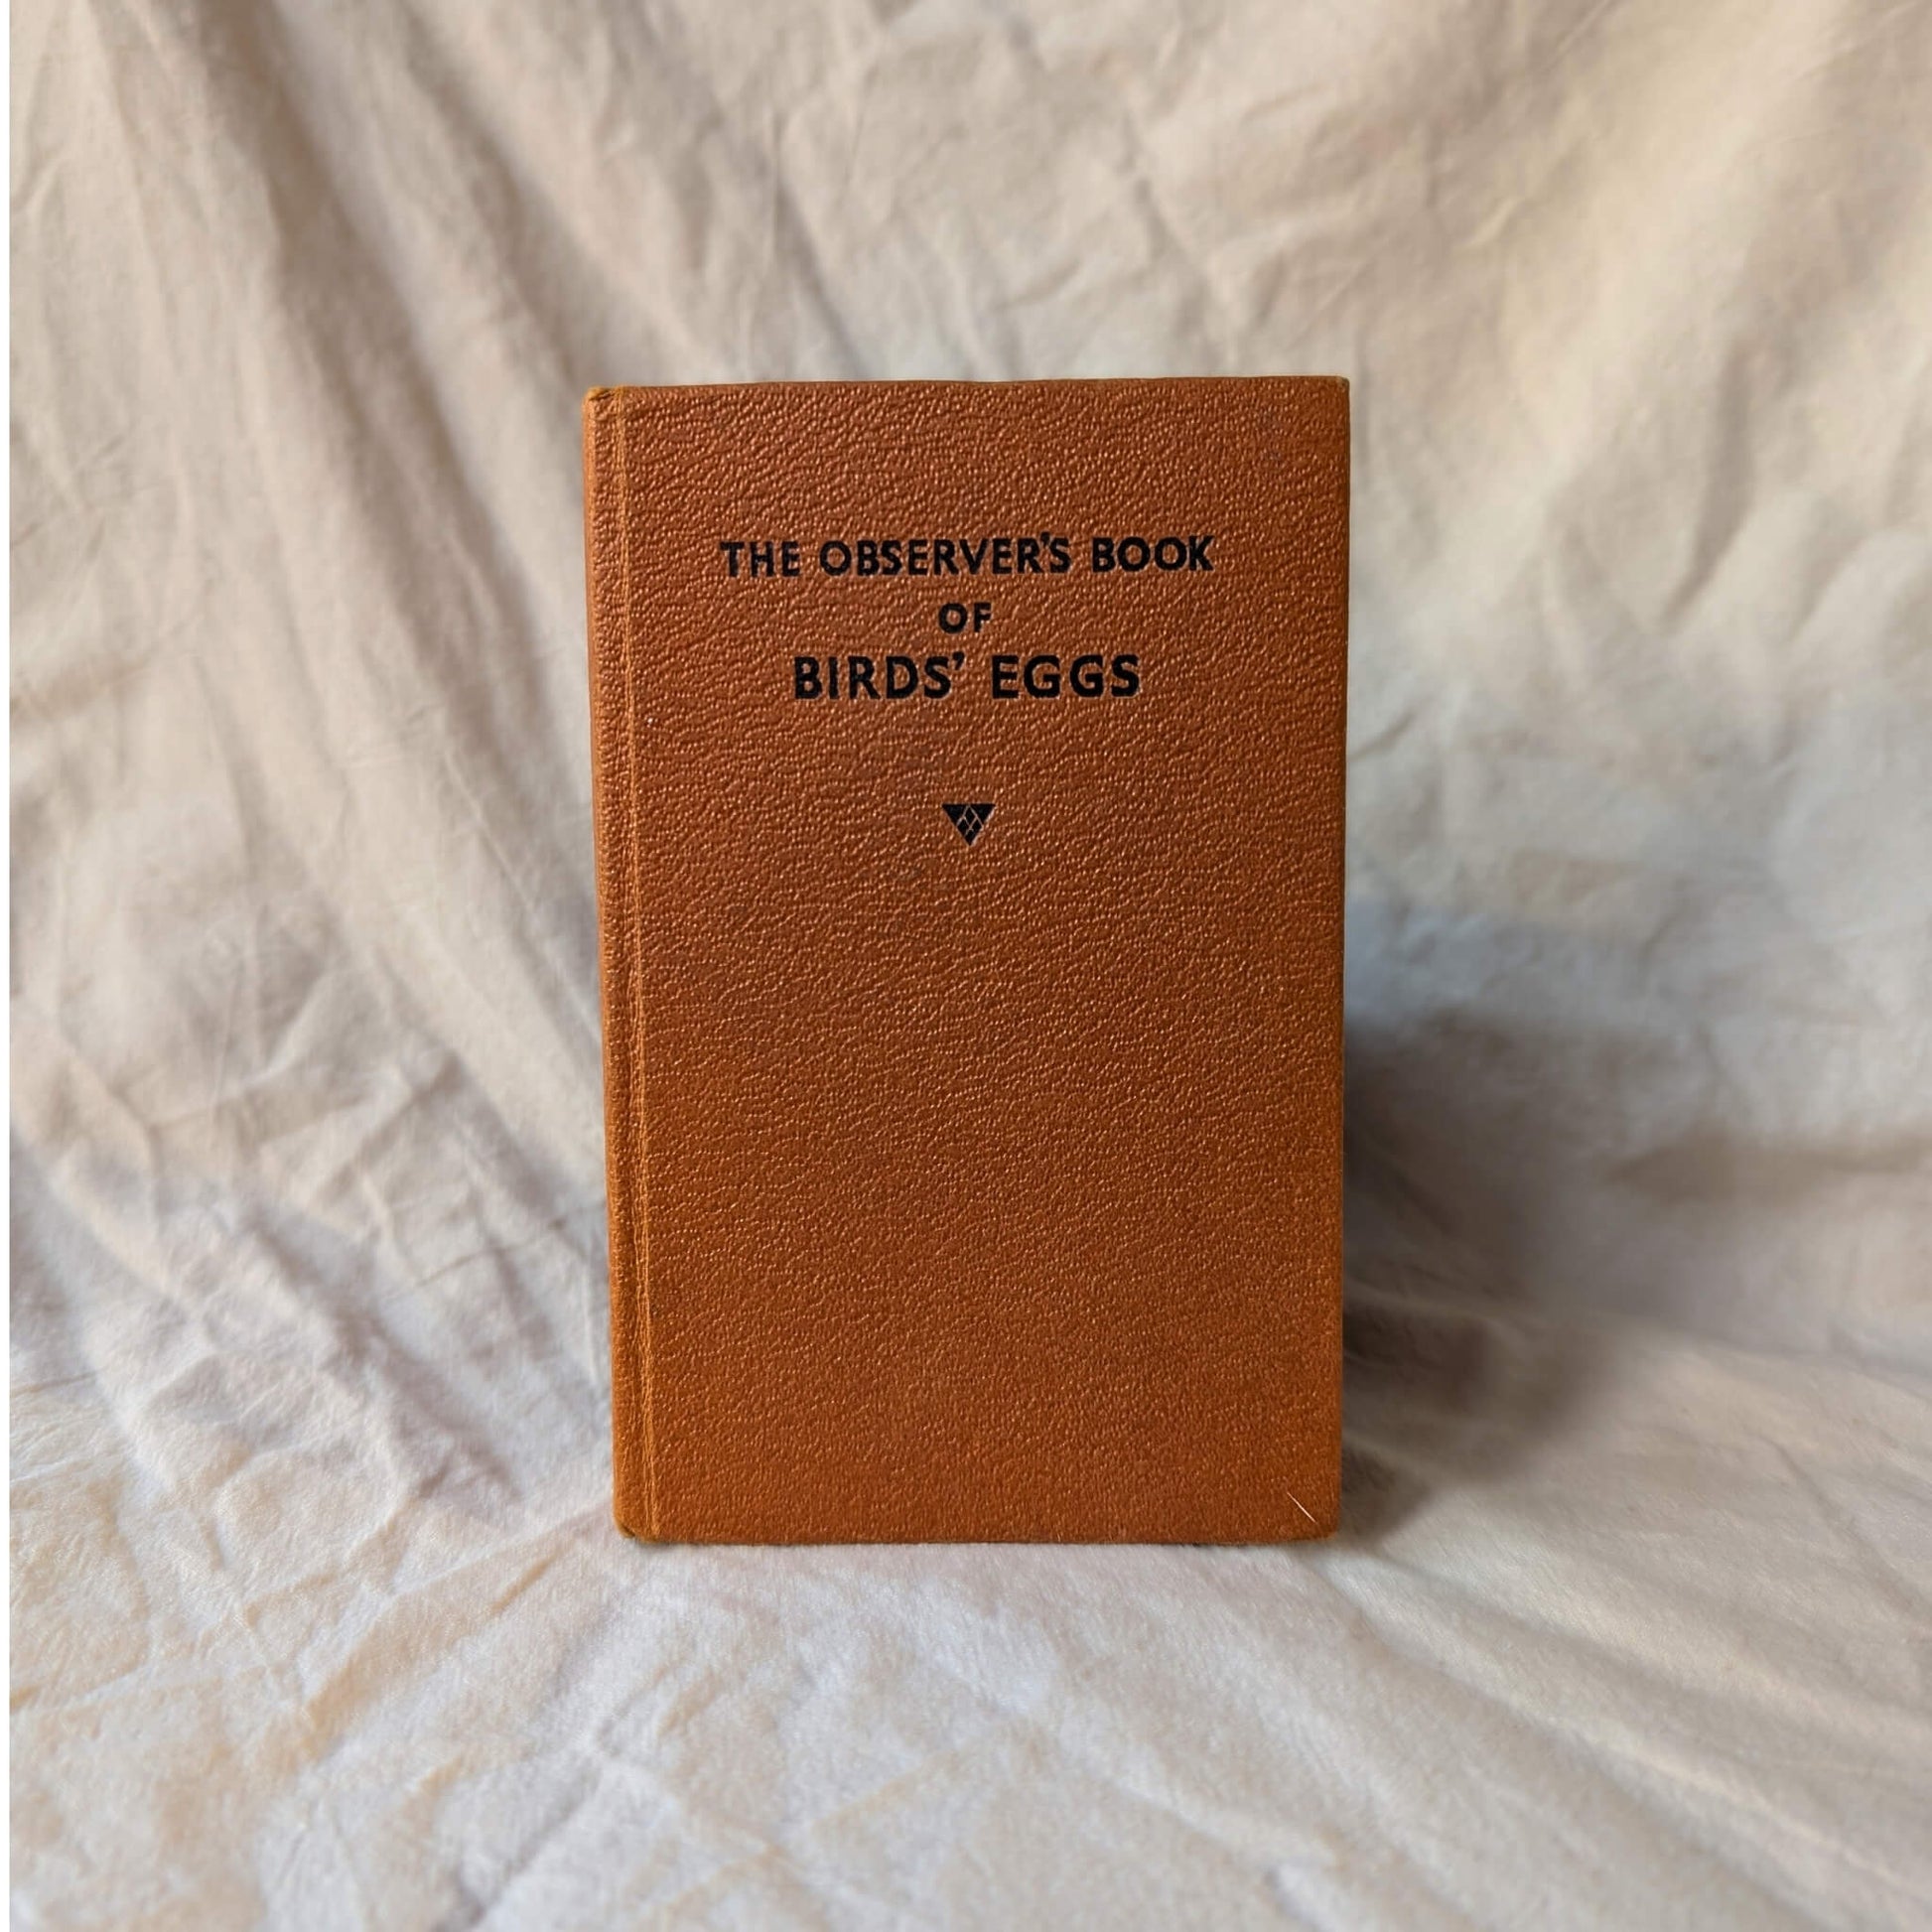 THE OBSERVER'S BOOK
OF
BIRDS' EGGS